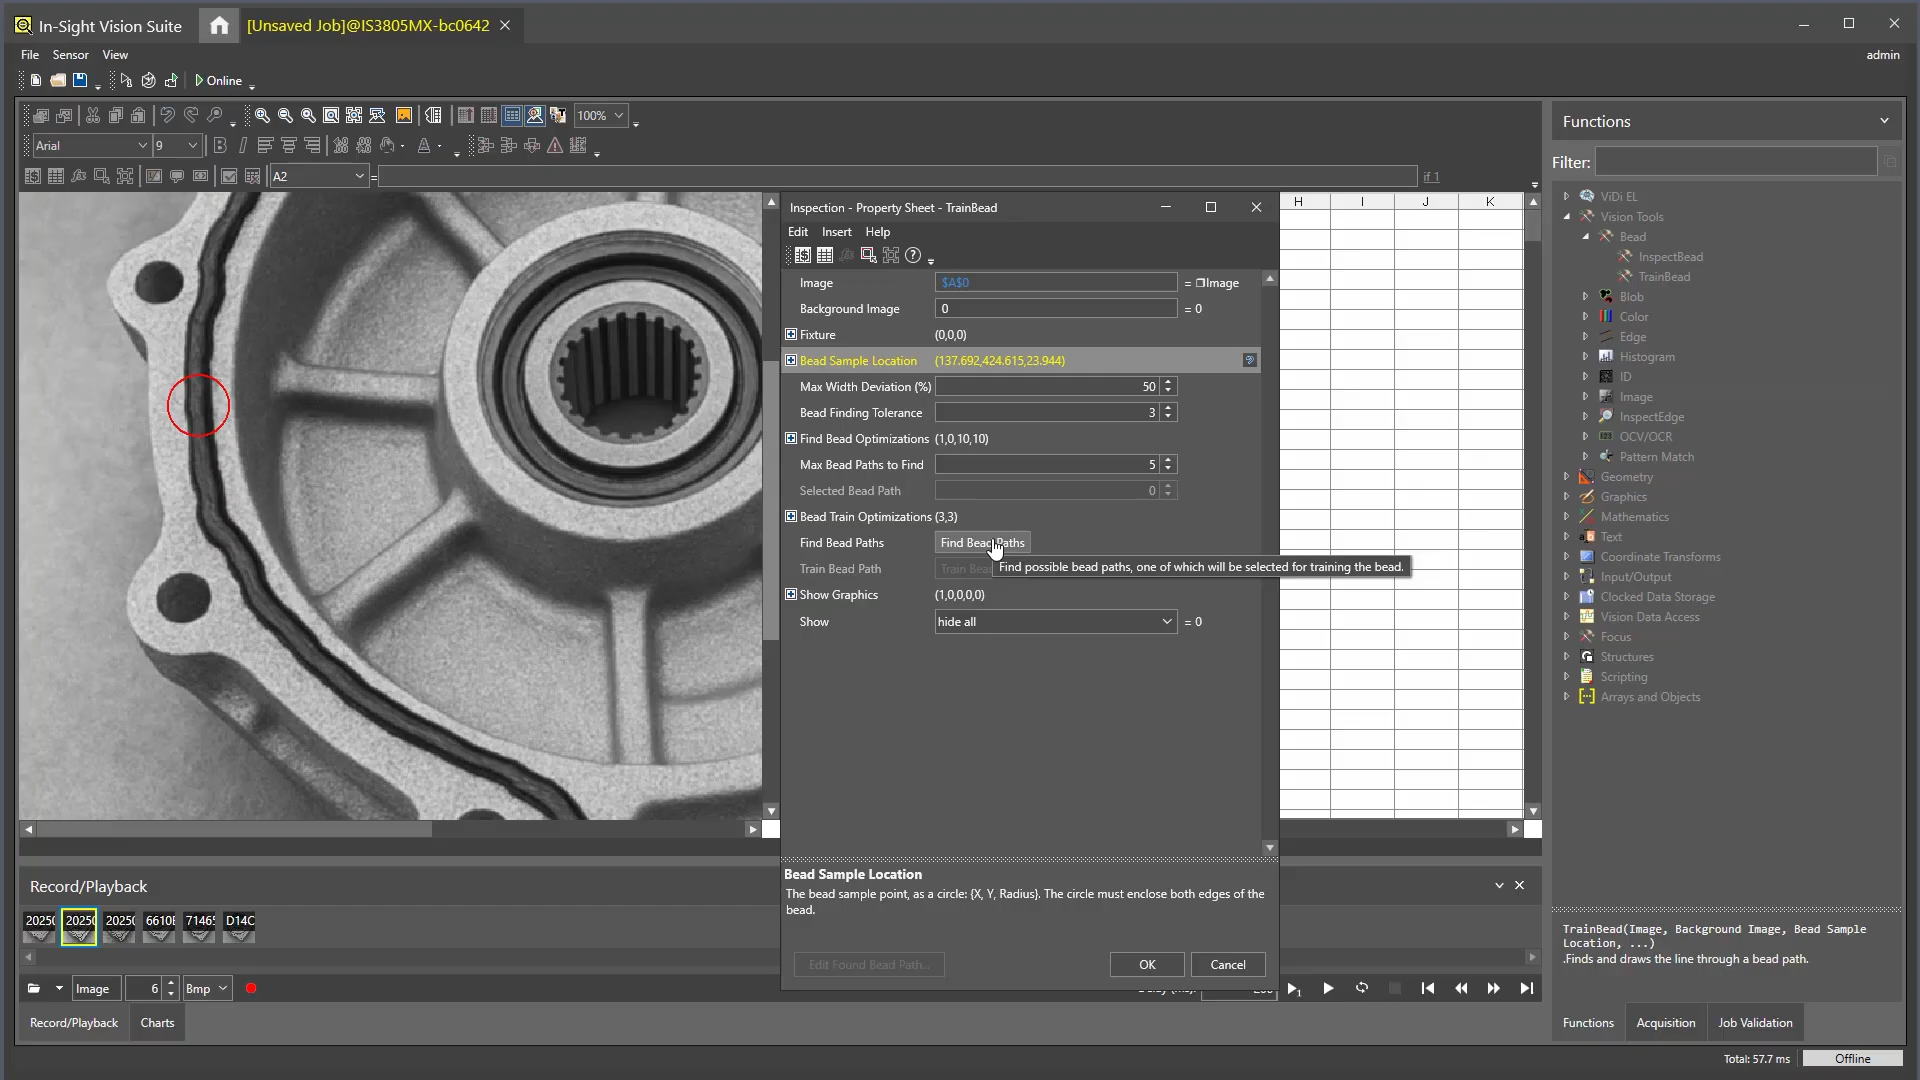 In-Sight Vision Suite
[Unsaved Job]@IS3805MX-bc0642
File Sensor View
admin
Online
100%
Functions
Arial 9
Filter:
A2 =
if 1
Inspection - Property Sheet - TrainBead
H I J K
Edit Insert Help
Image $A$0 = Image
Background Image 0 = 0
Fixture (0,0,0)
Bead Sample Location (137.692,424.615,23.944)
Max Width Deviation (%) 50
Bead Finding Tolerance 3
Find Bead Optimizations (1,0,10,10)
Max Bead Paths to Find 5
Selected Bead Path 0
Bead Train Optimizations (3,3)
Find Bead Paths Find Bead Paths
Train Bead Path Train Bea
Find possible bead paths, one of which will be selected for training the bead.
Show Graphics (1,0,0,0,0)
Show hide all = 0
Bead Sample Location
The bead sample point, as a circle: {X, Y, Radius}. The circle must enclose both edges of the
bead.
Edit Found Bead Path...
OK Cancel
ViDi EL
Vision Tools
Bead
InspectBead
TrainBead
Blob
Color
Edge
Histogram
ID
Image
InspectEdge
OCV/OCR
Pattern Match
Geometry
Graphics
Mathematics
Text
Coordinate Transforms
Input/Output
Clocked Data Storage
Vision Data Access
Focus
Structures
Scripting
Arrays and Objects
TrainBead(Image, Background Image, Bead Sample
Location, ...)
.Finds and draws the line through a bead path.
Functions Acquisition Job Validation
Record/Playback
2025( 2025( 2025( 6610E 7146! D14C
Image 6 Bmp
Record/Playback Charts
Total: 57.7 ms Offline